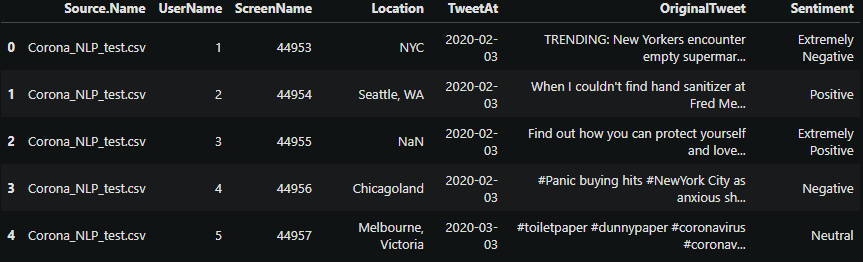 Source.Name UserName ScreenName Location TweetAt OriginalTweet Sentiment
0 Corona_NLP_test.csv 1 44953 NYC 2020-02-03 TRENDING: New Yorkers encounter empty supermar... Extremely Negative
1 Corona_NLP_test.csv 2 44954 Seattle, WA 2020-02-03 When I couldn't find hand sanitizer at Fred Me... Positive
2 Corona_NLP_test.csv 3 44955 NaN 2020-02-03 Find out how you can protect yourself and love... Extremely Positive
3 Corona_NLP_test.csv 4 44956 Chicagoland 2020-02-03 #Panic buying hits #NewYork City as anxious sh... Negative
4 Corona_NLP_test.csv 5 44957 Melbourne, Victoria 2020-03-03 #toiletpaper #dunnypaper #coronavirus #coronav... Neutral